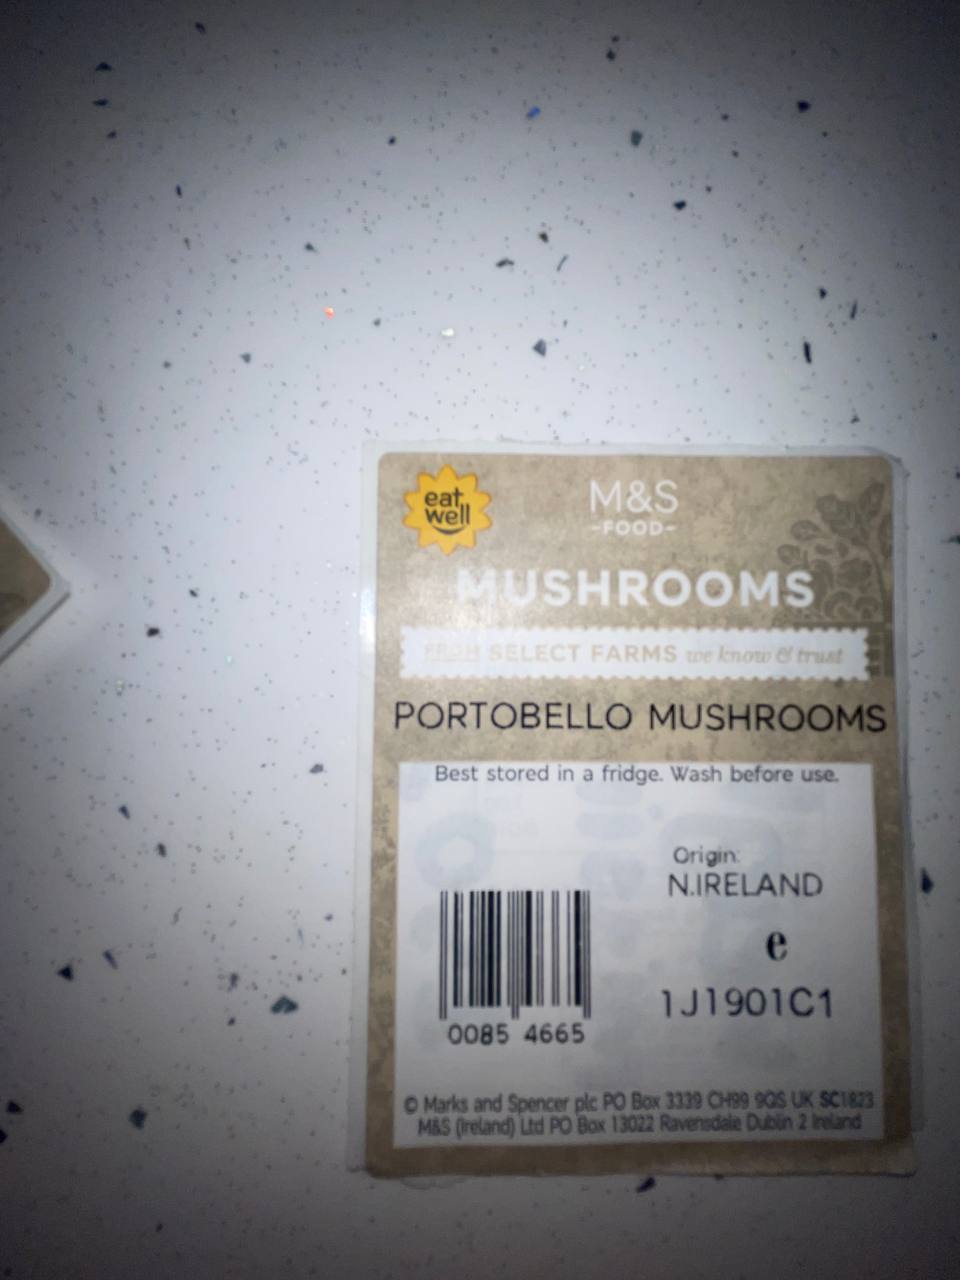 eat
well
M&S
-FOOD-
MUSHROOMS
FROM SELECT FARMS we know & trust
PORTOBELLO MUSHROOMS
Best stored in a fridge. Wash before use.
Origin:
N.IRELAND
e
1J1901C1
0085 4665
© Marks and Spencer plc PO Box 3339 CH99 9QS UK SC1823
M&S (Ireland) Ltd PO Box 13022 Ravensdale Dublin 2 Ireland